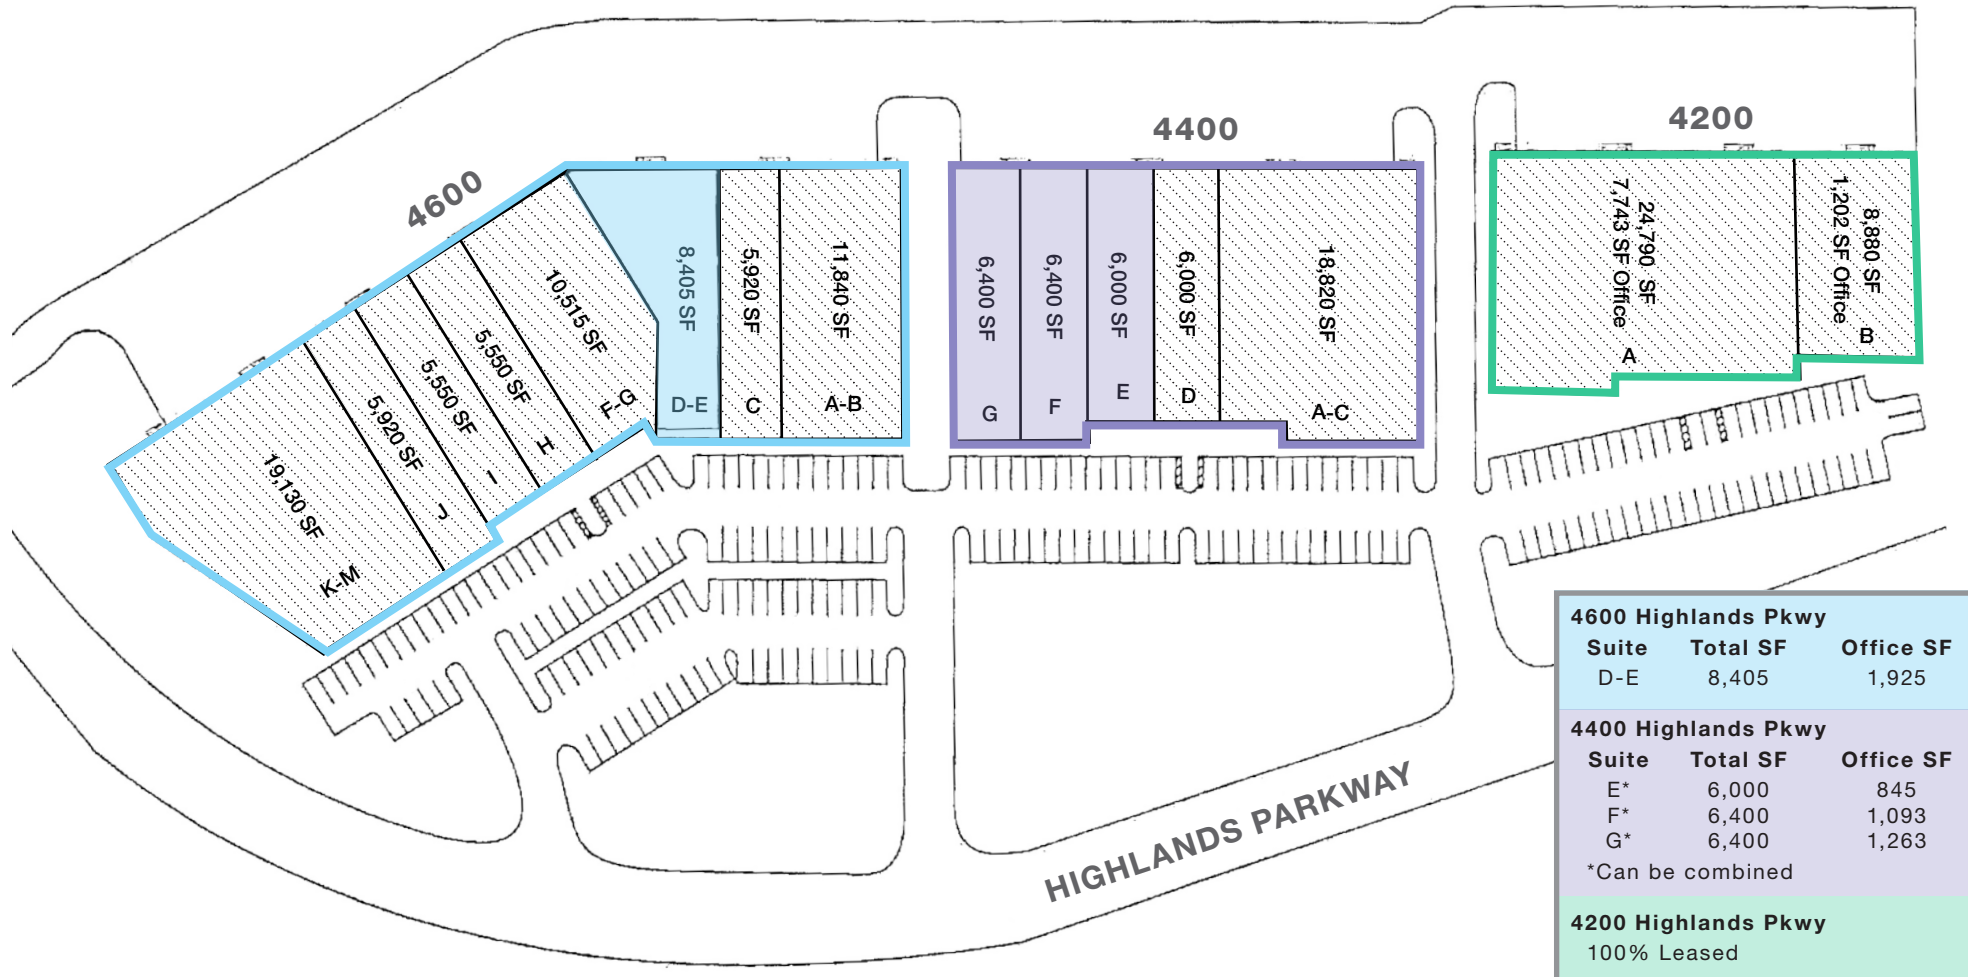 4600
4400
4200
19,130 SF
K-M
5,920 SF
J
5,550 SF
I
5,550 SF
H
10,515 SF
F-G
8,405 SF
D-E
5,920 SF
C
11,840 SF
A-B
6,400 SF
G
6,400 SF
F
6,000 SF
E
6,000 SF
D
18,820 SF
A-C
24,790 SF
7,743 SF Office
A
8,880 SF
1,202 SF Office
B
HIGHLANDS PARKWAY
4600 Highlands Pkwy
Suite Total SF Office SF
D-E 8,405 1,925
4400 Highlands Pkwy
Suite Total SF Office SF
E* 6,000 845
F* 6,400 1,093
G* 6,400 1,263
*Can be combined
4200 Highlands Pkwy
100% Leased